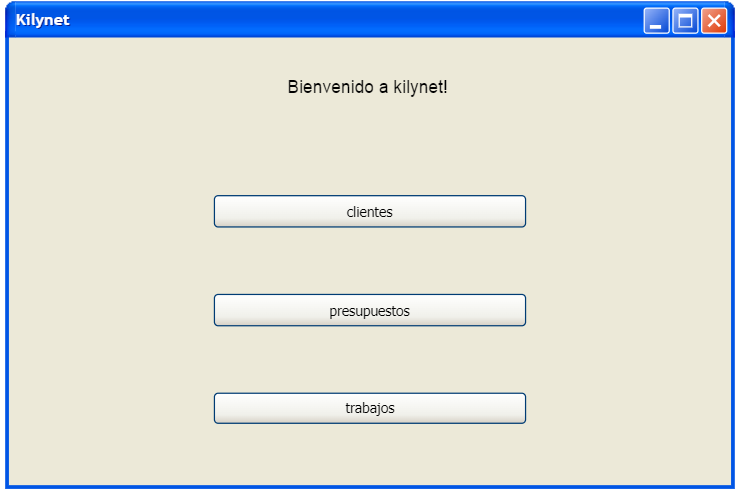 Kilynet
Bienvenido a kilynet!
clientes
presupuestos
trabajos